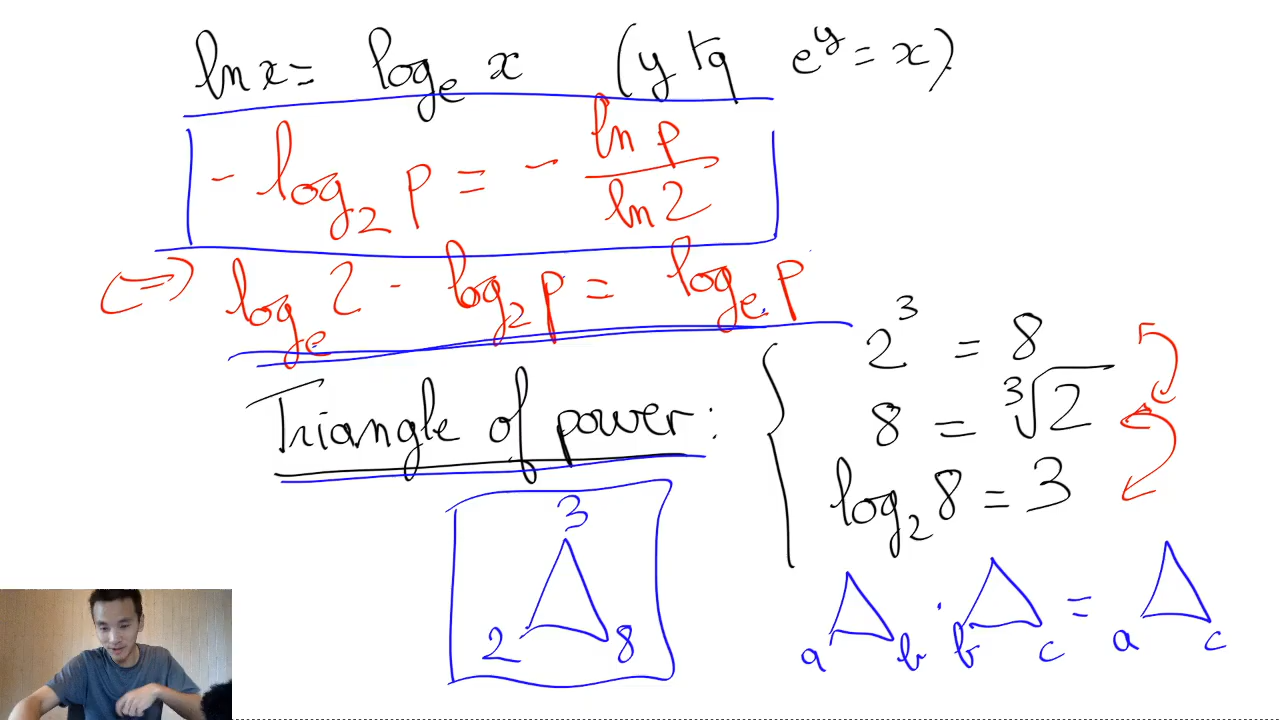 ln x = log_e x (y tq e^y = x)
- log_2 p = - ln p / ln 2
(=) log_e 2 - log_2 p = log_e p
Triangle of power :
2^3 = 8
8 = ∛2
log_2 8 = 3
3
2 8
a b · b c = a c